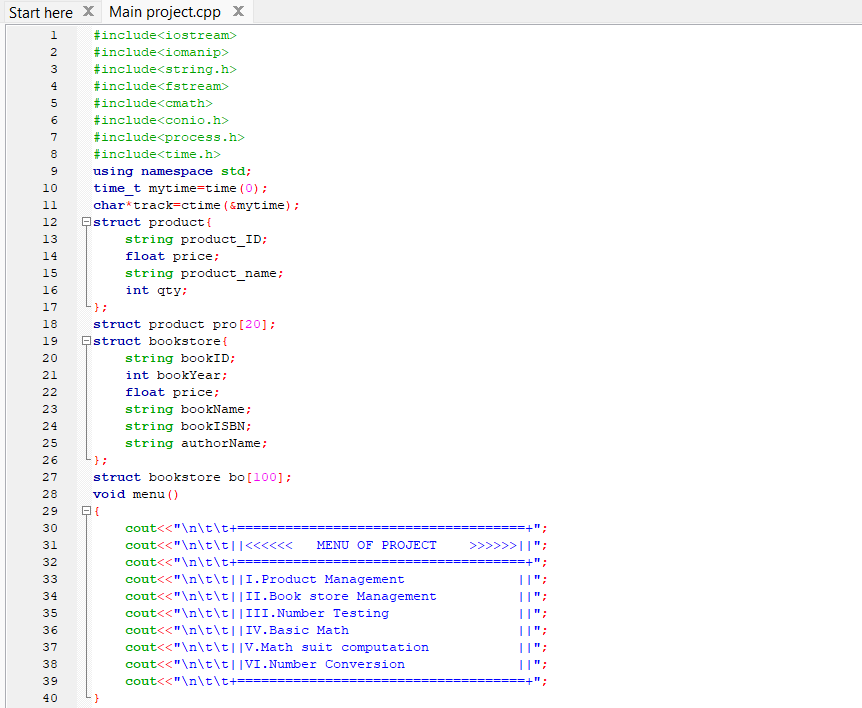 Start here X Main project.cpp X
1 #include<iostream>
2 #include<iomanip>
3 #include<string.h>
4 #include<fstream>
5 #include<cmath>
6 #include<conio.h>
7 #include<process.h>
8 #include<time.h>
9 using namespace std;
10 time_t mytime=time(0);
11 char*track=ctime(&mytime);
12 struct product{
13     string product_ID;
14     float price;
15     string product_name;
16     int qty;
17 };
18 struct product pro[20];
19 struct bookstore{
20     string bookID;
21     int bookYear;
22     float price;
23     string bookName;
24     string bookISBN;
25     string authorName;
26 };
27 struct bookstore bo[100];
28 void menu()
29 {
30     cout<<"\n\t\t+====================================+";
31     cout<<"\n\t\t||<<<<<<   MENU OF PROJECT    >>>>>>||";
32     cout<<"\n\t\t+====================================+";
33     cout<<"\n\t\t||I.Product Management              ||";
34     cout<<"\n\t\t||II.Book store Management          ||";
35     cout<<"\n\t\t||III.Number Testing                ||";
36     cout<<"\n\t\t||IV.Basic Math                     ||";
37     cout<<"\n\t\t||V.Math suit computation           ||";
38     cout<<"\n\t\t||VI.Number Conversion              ||";
39     cout<<"\n\t\t+====================================+";
40 }